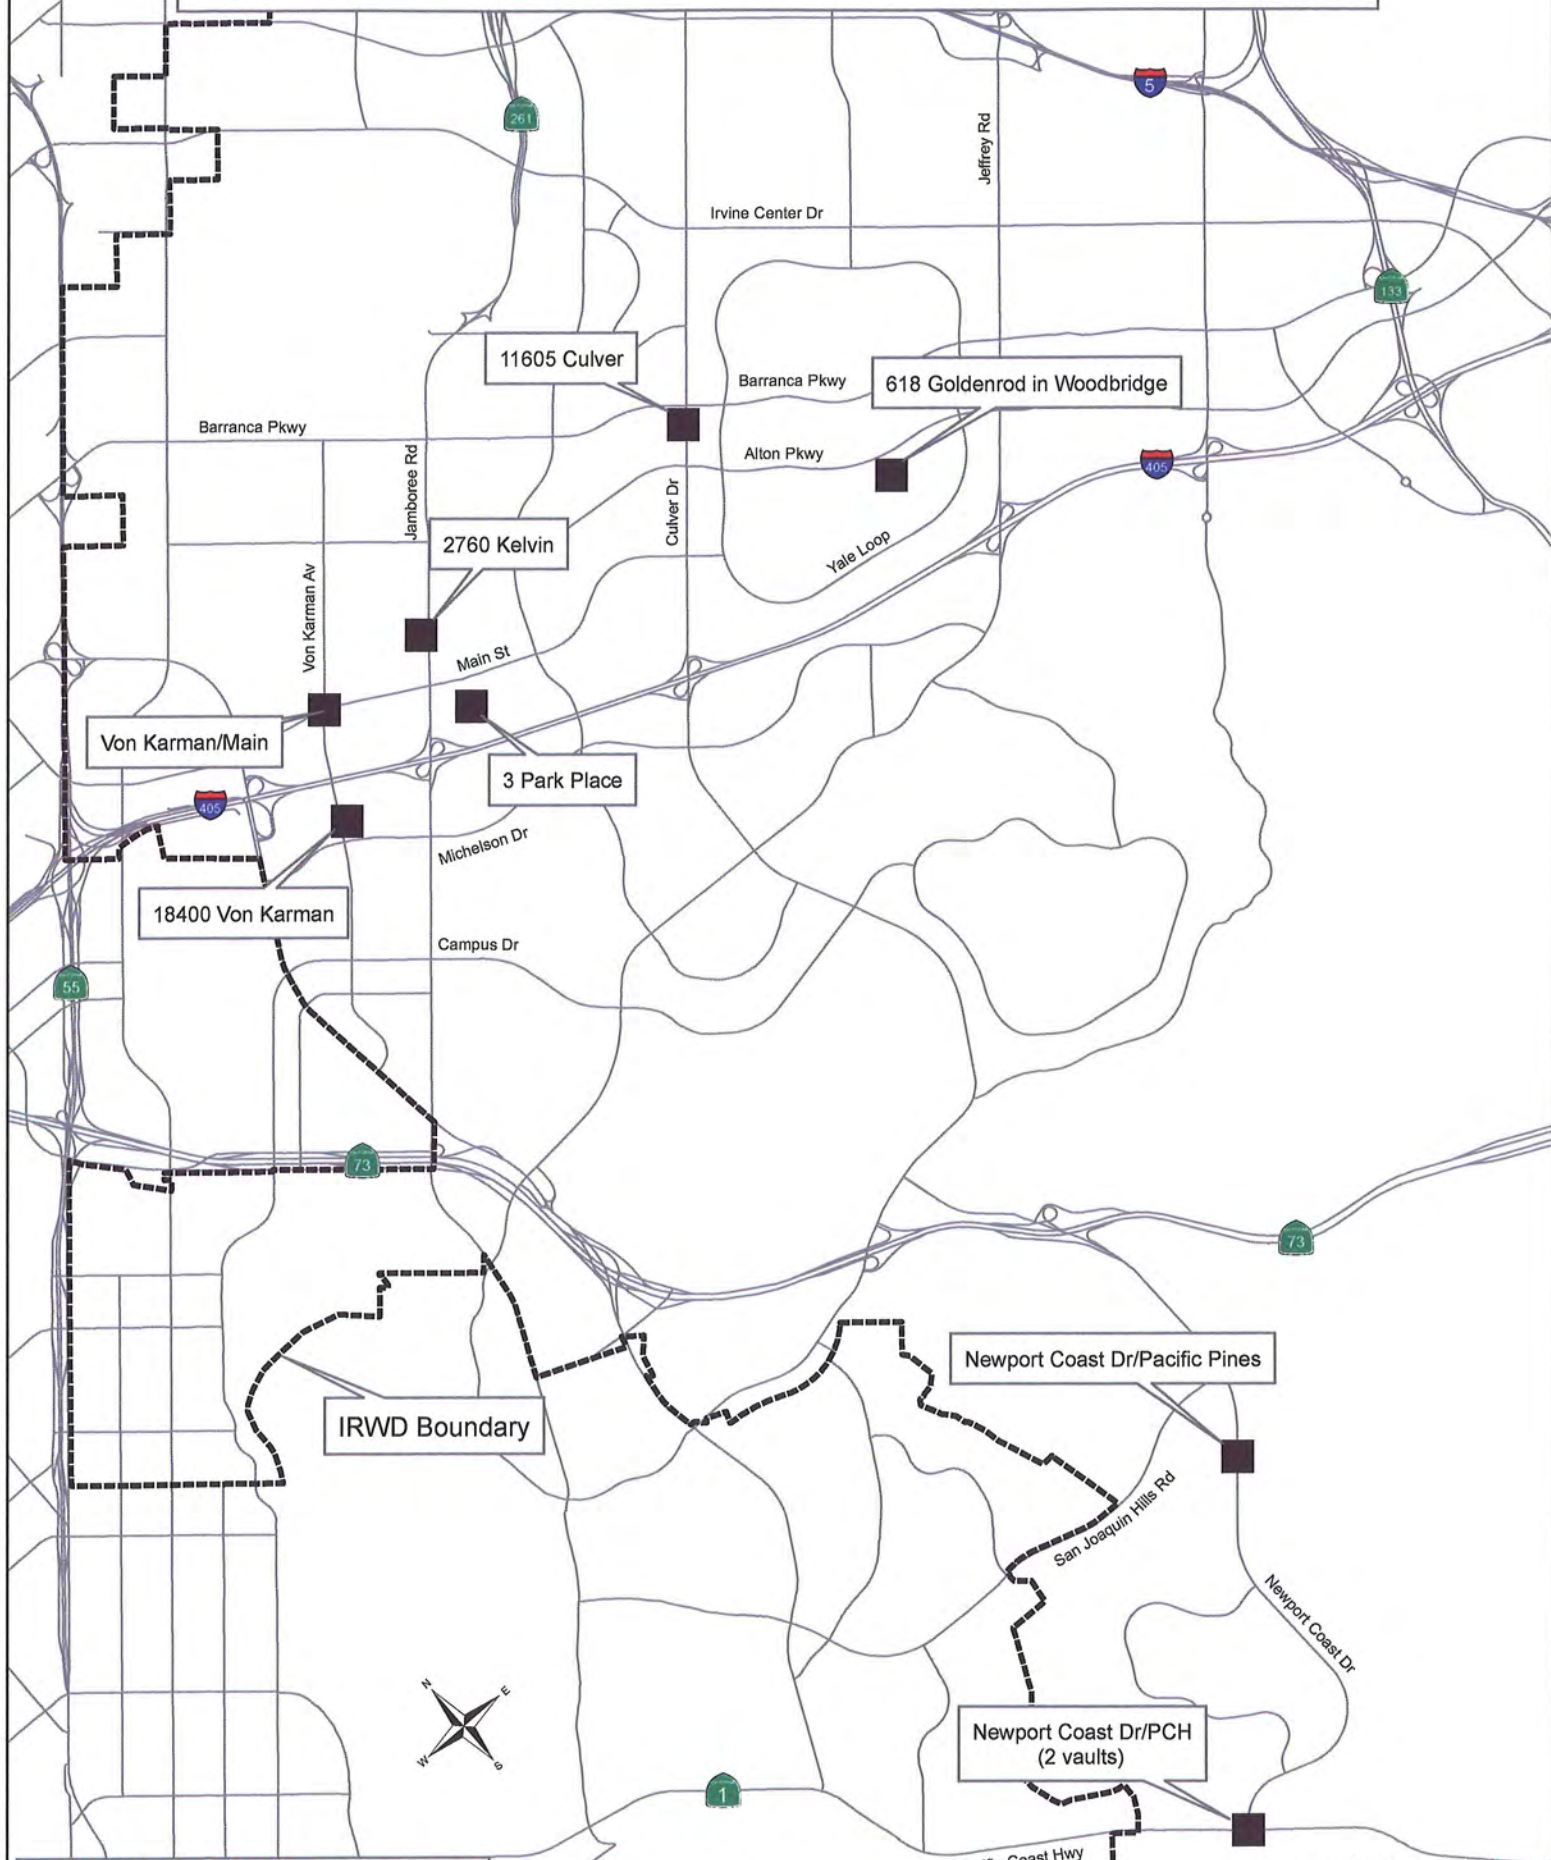 5
261
Jeffrey Rd
Irvine Center Dr
133
11605 Culver
Barranca Pkwy
618 Goldenrod in Woodbridge
Barranca Pkwy
Alton Pkwy
405
Jamboree Rd
Culver Dr
2760 Kelvin
Yale Loop
Von Karman Av
Main St
Von Karman/Main
3 Park Place
405
Michelson Dr
18400 Von Karman
Campus Dr
55
73
73
Newport Coast Dr/Pacific Pines
IRWD Boundary
San Joaquin Hills Rd
Newport Coast Dr
N
E
W
S
Newport Coast Dr/PCH
(2 vaults)
1
Coast Hwy